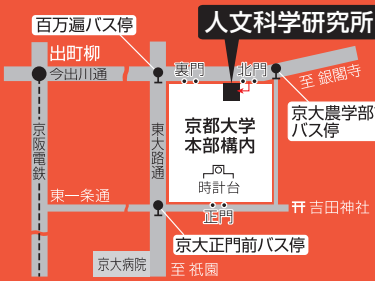 人文科学研究所
百万遍バス停
出町柳
今出川通
裏門
北門
至 銀閣寺
京大農学部
バス停
京阪電鉄
東大路通
京都大学
本部構内
時計台
東一条通
正門
吉田神社
京大正門前バス停
京大病院
至 祇園